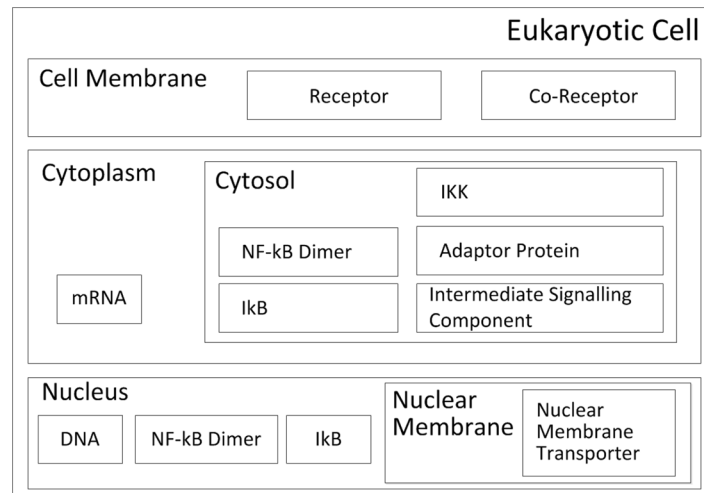 Eukaryotic Cell
Cell Membrane
Receptor
Co-Receptor
Cytoplasm
mRNA
Cytosol
NF-kB Dimer
IkB
IKK
Adaptor Protein
Intermediate Signalling
Component
Nucleus
DNA
NF-kB Dimer
IkB
Nuclear
Membrane
Nuclear
Membrane
Transporter